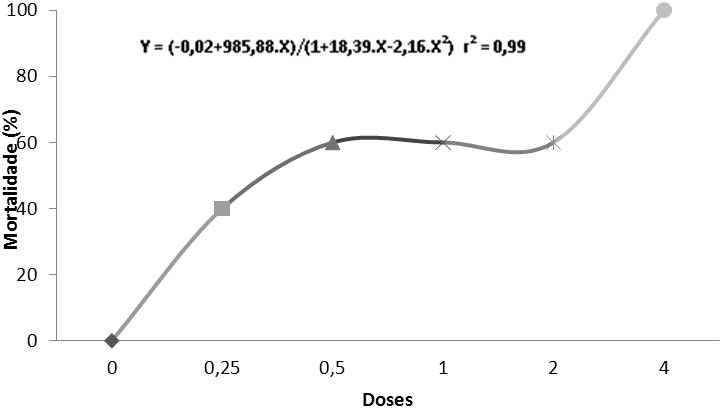 Y = (-0,02+985,88.X)/(1+18,39.X-2,16.X²) r² = 0,99
Mortalidade (%)
100
80
60
40
20
0
0 0,25 0,5 1 2 4
Doses